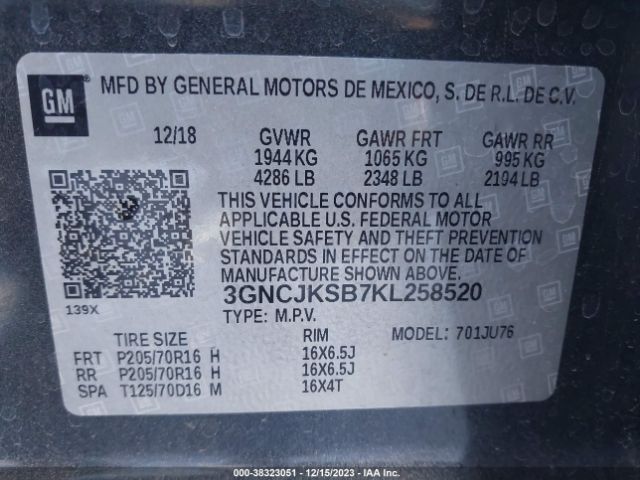 GM
MFD BY GENERAL MOTORS DE MEXICO, S. DE R.L. DE C.V.
12/18 GVWR GAWR FRT GAWR RR
1944 KG 1065 KG 995 KG
4286 LB 2348 LB 2194 LB
THIS VEHICLE CONFORMS TO ALL
APPLICABLE U.S. FEDERAL MOTOR
VEHICLE SAFETY AND THEFT PREVENTION
STANDARDS IN EFFECT ON THE DATE OF
MANUFACTURE SHOWN ABOVE.
139X
3GNCJKSB7KL258520
TYPE: M.P.V.
TIRE SIZE RIM MODEL: 701JU76
FRT P205/70R16 H 16X6.5J
RR P205/70R16 H 16X6.5J
SPA T125/70D16 M 16X4T
000-38323051 - 12/15/2023 - IAA Inc.